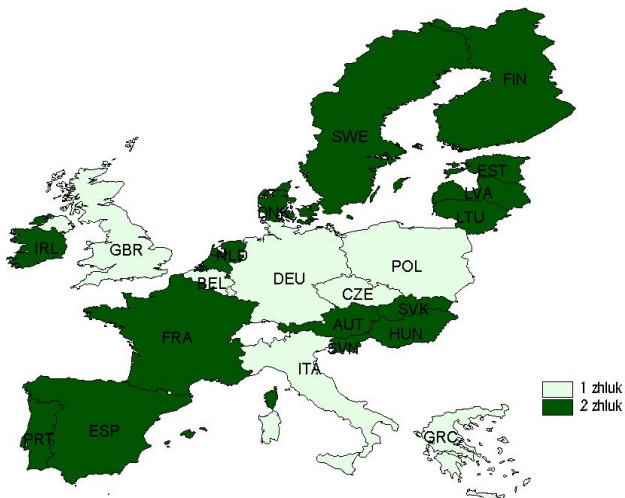 FIN
SWE
EST
LVA
LTU
DNK
IRL
GBR
NLD
BEL
DEU
POL
CZE
SVK
AUT
HUN
SVN
FRA
ITA
PRT
ESP
GRC
1 zhluk
2 zhluk